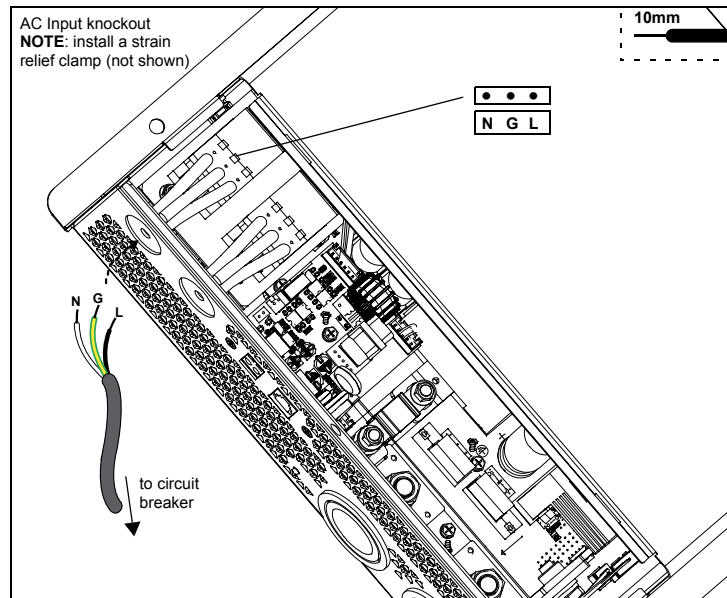 AC Input knockout
NOTE: install a strain
relief clamp (not shown)
10mm
N G L
N
G
L
to circuit
breaker